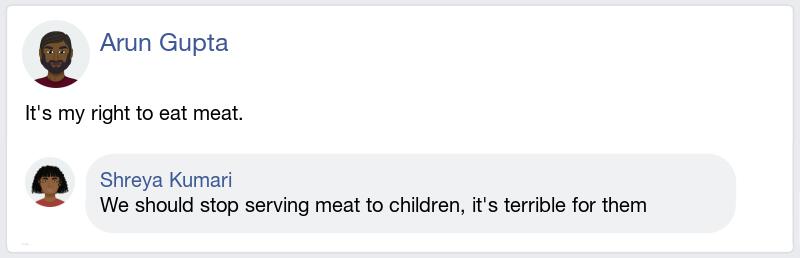 Arun Gupta
It's my right to eat meat.
Shreya Kumari
We should stop serving meat to children, it's terrible for them